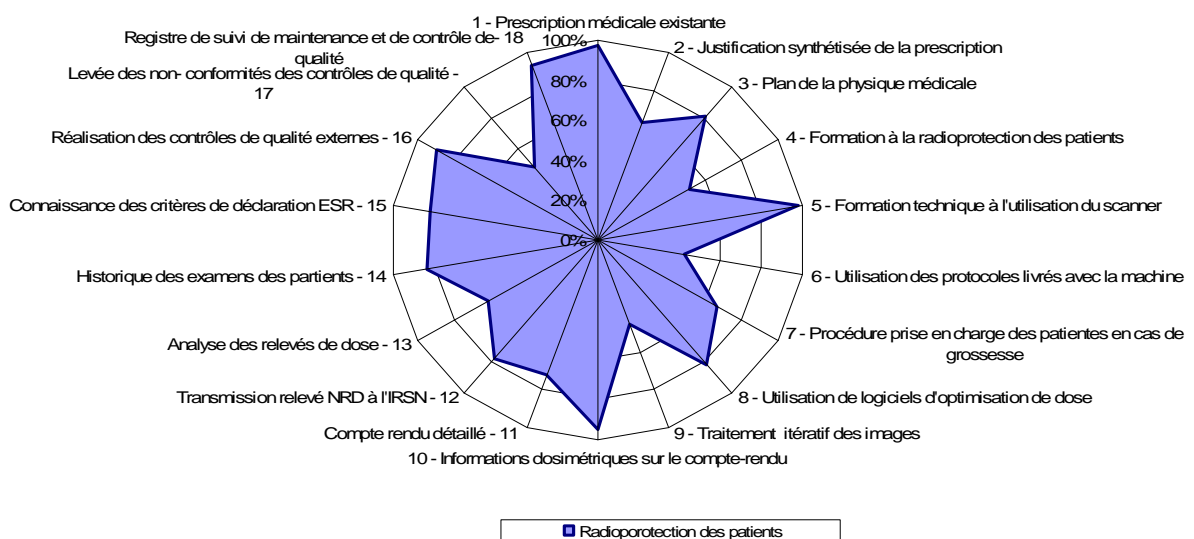 1 - Prescription médicale existante
2 - Justification synthétisée de la prescription
3 - Plan de la physique médicale
4 - Formation à la radioprotection des patients
5 - Formation technique à l'utilisation du scanner
6 - Utilisation des protocoles livrés avec la machine
7 - Procédure prise en charge des patientes en cas de
grossesse
8 - Utilisation de logiciels d'optimisation de dose
9 - Traitement itératif des images
10 - Informations dosimétriques sur le compte-rendu
Compte rendu détaillé - 11
Transmission relevé NRD à l'IRSN - 12
Analyse des relevés de dose - 13
Historique des examens des partients - 14
Connaissance des critères de déclaration ESR - 15
Réalisation des contrôles de qualité externes - 16
Levée des non- conformités des contrôles de qualité -
17
Registre de suivi de maintenance et de contrôle de- 18
qualité
100%
80%
60%
40%
20%
0%
Radioporotection des patients